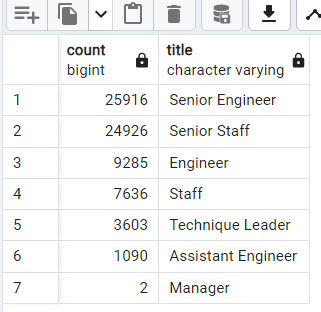 count title
bigint character varying
1 25916 Senior Engineer
2 24926 Senior Staff
3 9285 Engineer
4 7636 Staff
5 3603 Technique Leader
6 1090 Assistant Engineer
7 2 Manager